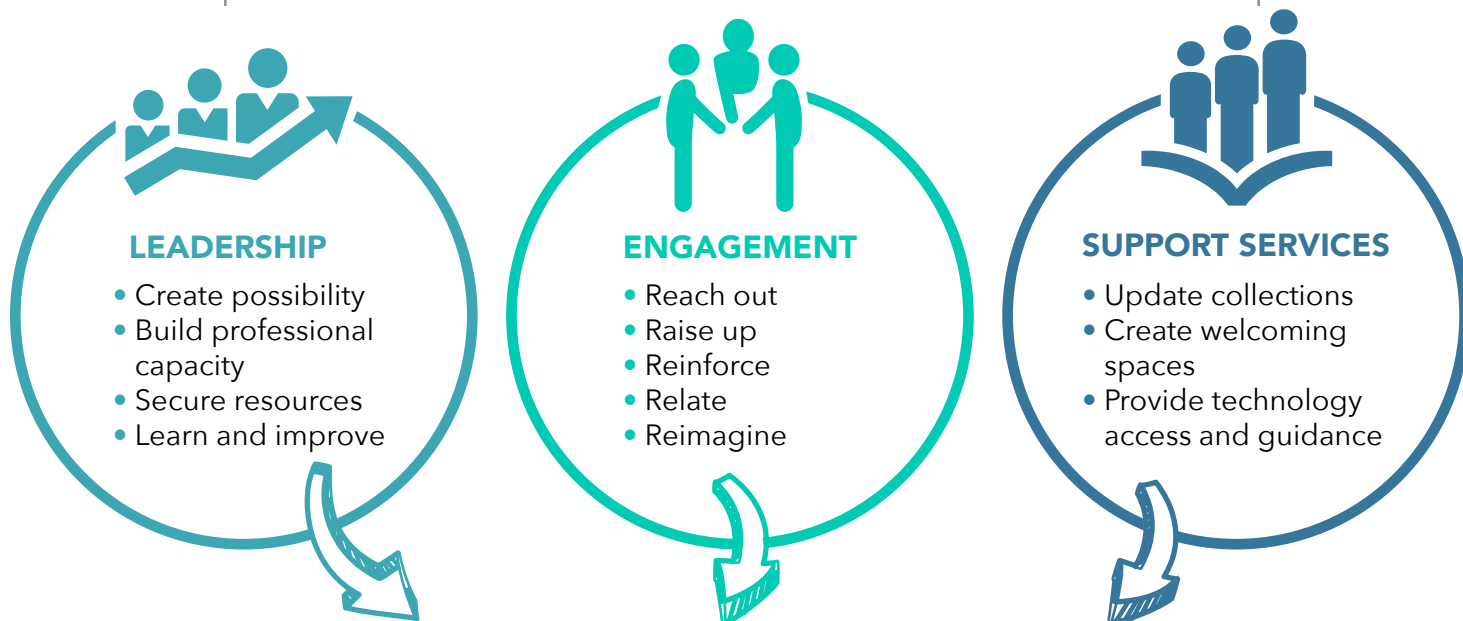 LEADERSHIP
• Create possibility
• Build professional
capacity
• Secure resources
• Learn and improve
ENGAGEMENT
• Reach out
• Raise up
• Reinforce
• Relate
• Reimagine
SUPPORT SERVICES
• Update collections
• Create welcoming
spaces
• Provide technology
access and guidance